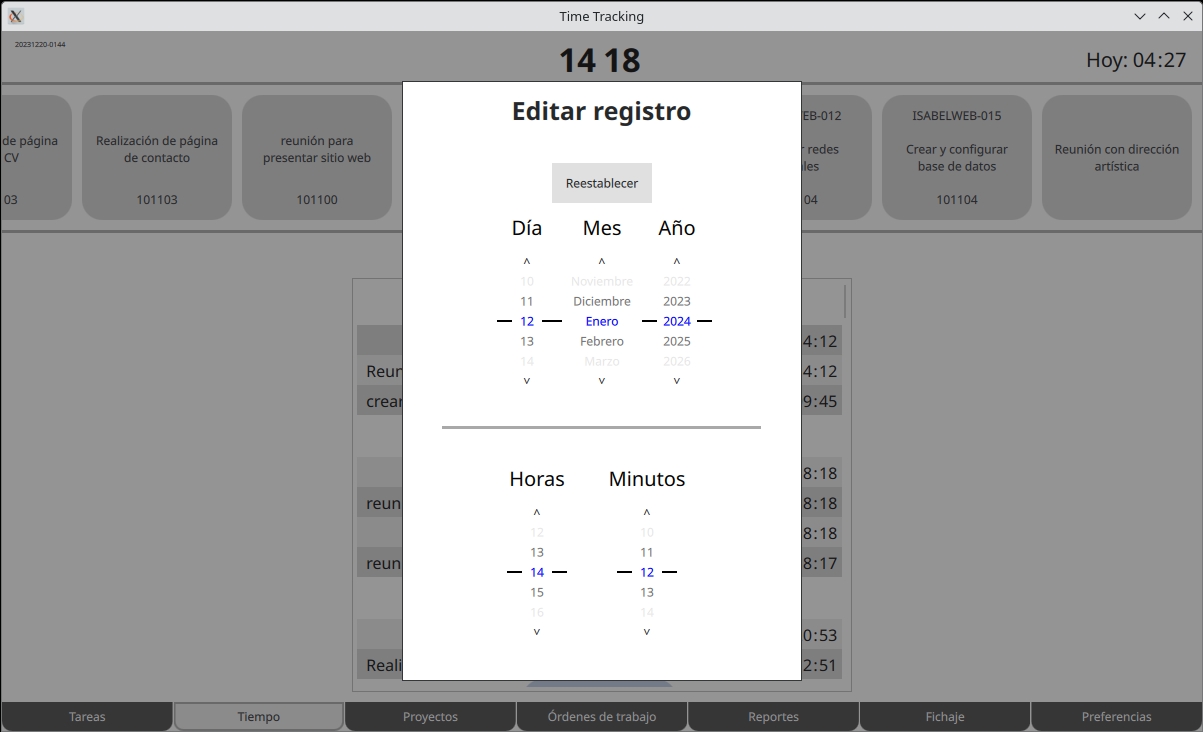 Time Tracking
20231220-0144
14 18
Hoy: 04:27
de página
CV
03
Realización de página
de contacto
101103
reunión para
presentar sitio web
101100
EB-012
r redes
les
04
ISABELWEB-015
Crear y configurar
base de datos
101104
Reunión con dirección
artística
Editar registro
Reestablecer
Día Mes Año
^ ^ ^
10 Noviembre 2022
11 Diciembre 2023
12 Enero 2024
13 Febrero 2025
14 Marzo 2026
v v v
Horas Minutos
^ ^
12 10
13 11
14 12
15 13
16 14
v v
4:12
Reun 4:12
crear 9:45
8:18
reun 8:18
8:18
reun 8:17
0:53
Reali 2:51
Tareas
Tiempo
Proyectos
Órdenes de trabajo
Reportes
Fichaje
Preferencias